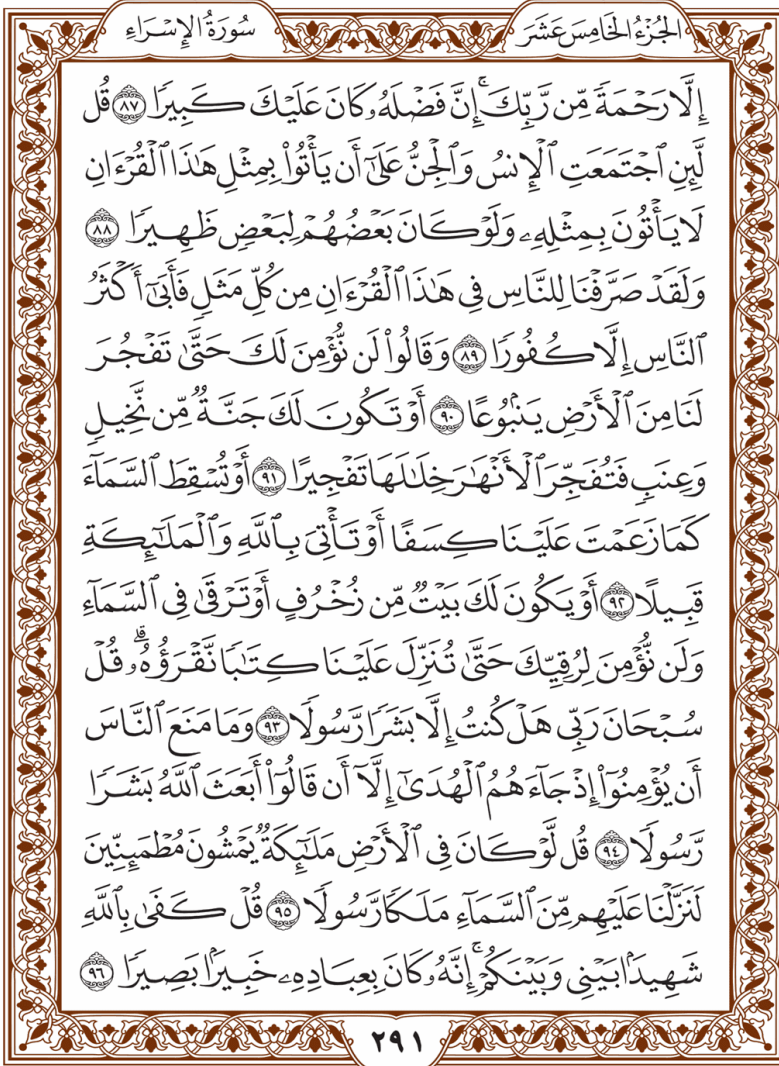 الجُزْءُ الخَامِسَ عَشَرَ
سُورَةُ الإِسْرَاءِ
إِلَّا رَحْمَةً مِّن رَّبِّكَۚ إِنَّ فَضْلَهُۥ كَانَ عَلَيْكَ كَبِيرًا ٨٧ قُل
لَّئِنِ ٱجْتَمَعَتِ ٱلْإِنسُ وَٱلْجِنُّ عَلَىٰٓ أَن يَأْتُوا۟ بِمِثْلِ هَٰذَا ٱلْقُرْءَانِ
لَا يَأْتُونَ بِمِثْلِهِۦ وَلَوْ كَانَ بَعْضُهُمْ لِبَعْضٍ ظَهِيرًا ٨٨
وَلَقَدْ صَرَّفْنَا لِلنَّاسِ فِى هَٰذَا ٱلْقُرْءَانِ مِن كُلِّ مَثَلٍ فَأَبَىٰٓ أَكْثَرُ
ٱلنَّاسِ إِلَّا كُفُورًا ٨٩ وَقَالُوا۟ لَن نُّؤْمِنَ لَكَ حَتَّىٰ تَفْجُرَ
لَنَا مِنَ ٱلْأَرْضِ يَنۢبُوعًا ٩٠ أَوْ تَكُونَ لَكَ جَنَّةٌ مِّن نَّخِيلٍ
وَعِنَبٍ فَتُفَجِّرَ ٱلْأَنْهَٰرَ خِلَٰلَهَا تَفْجِيرًا ٩١ أَوْ تُسْقِطَ ٱلسَّمَآءَ
كَمَا زَعَمْتَ عَلَيْنَا كِسَفًا أَوْ تَأْتِىَ بِٱللَّهِ وَٱلْمَلَٰٓئِكَةِ
قَبِيلًا ٩٢ أَوْ يَكُونَ لَكَ بَيْتٌ مِّن زُخْرُفٍ أَوْ تَرْقَىٰ فِى ٱلسَّمَآءِ
وَلَن نُّؤْمِنَ لِرُقِيِّكَ حَتَّىٰ تُنَزِّلَ عَلَيْنَا كِتَٰبًا نَّقْرَؤُهُۥۗ قُلْ
سُبْحَانَ رَبِّى هَلْ كُنتُ إِلَّا بَشَرًا رَّسُولًا ٩٣ وَمَا مَنَعَ ٱلنَّاسَ
أَن يُؤْمِنُوٓا۟ إِذْ جَآءَهُمُ ٱلْهُدَىٰٓ إِلَّآ أَن قَالُوٓا۟ أَبَعَثَ ٱللَّهُ بَشَرًا
رَّسُولًا ٩٤ قُل لَّوْ كَانَ فِى ٱلْأَرْضِ مَلَٰٓئِكَةٌ يَمْشُونَ مُطْمَئِنِّينَ
لَنَزَّلْنَا عَلَيْهِم مِّنَ ٱلسَّمَآءِ مَلَكًا رَّسُولًا ٩٥ قُلْ كَفَىٰ بِٱللَّهِ
شَهِيدًۢا بَيْنِى وَبَيْنَكُمْۚ إِنَّهُۥ كَانَ بِعِبَادِهِۦ خَبِيرًۢا بَصِيرًا ٩٦
٢٩١